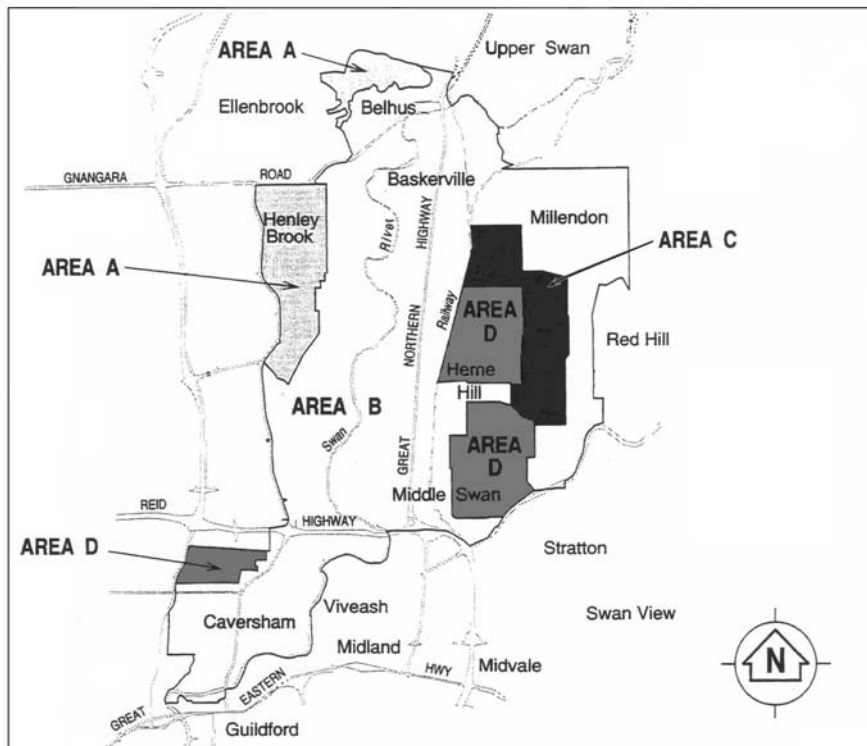 AREA A
Upper Swan
Ellenbrook
Belhus
GNANGARA
ROAD
Baskerville
Henley
Brook
River
HIGHWAY
Millendon
AREA C
AREA A
AREA
D
Railway
NORTHERN
Red Hill
Herne
Hill
AREA B
Swan
GREAT
AREA
D
Middle Swan
REID
HIGHWAY
AREA D
Stratton
Viveash
Swan View
Caversham
Midland
Midvale
N
HWY
EASTERN
GREAT
Guildford